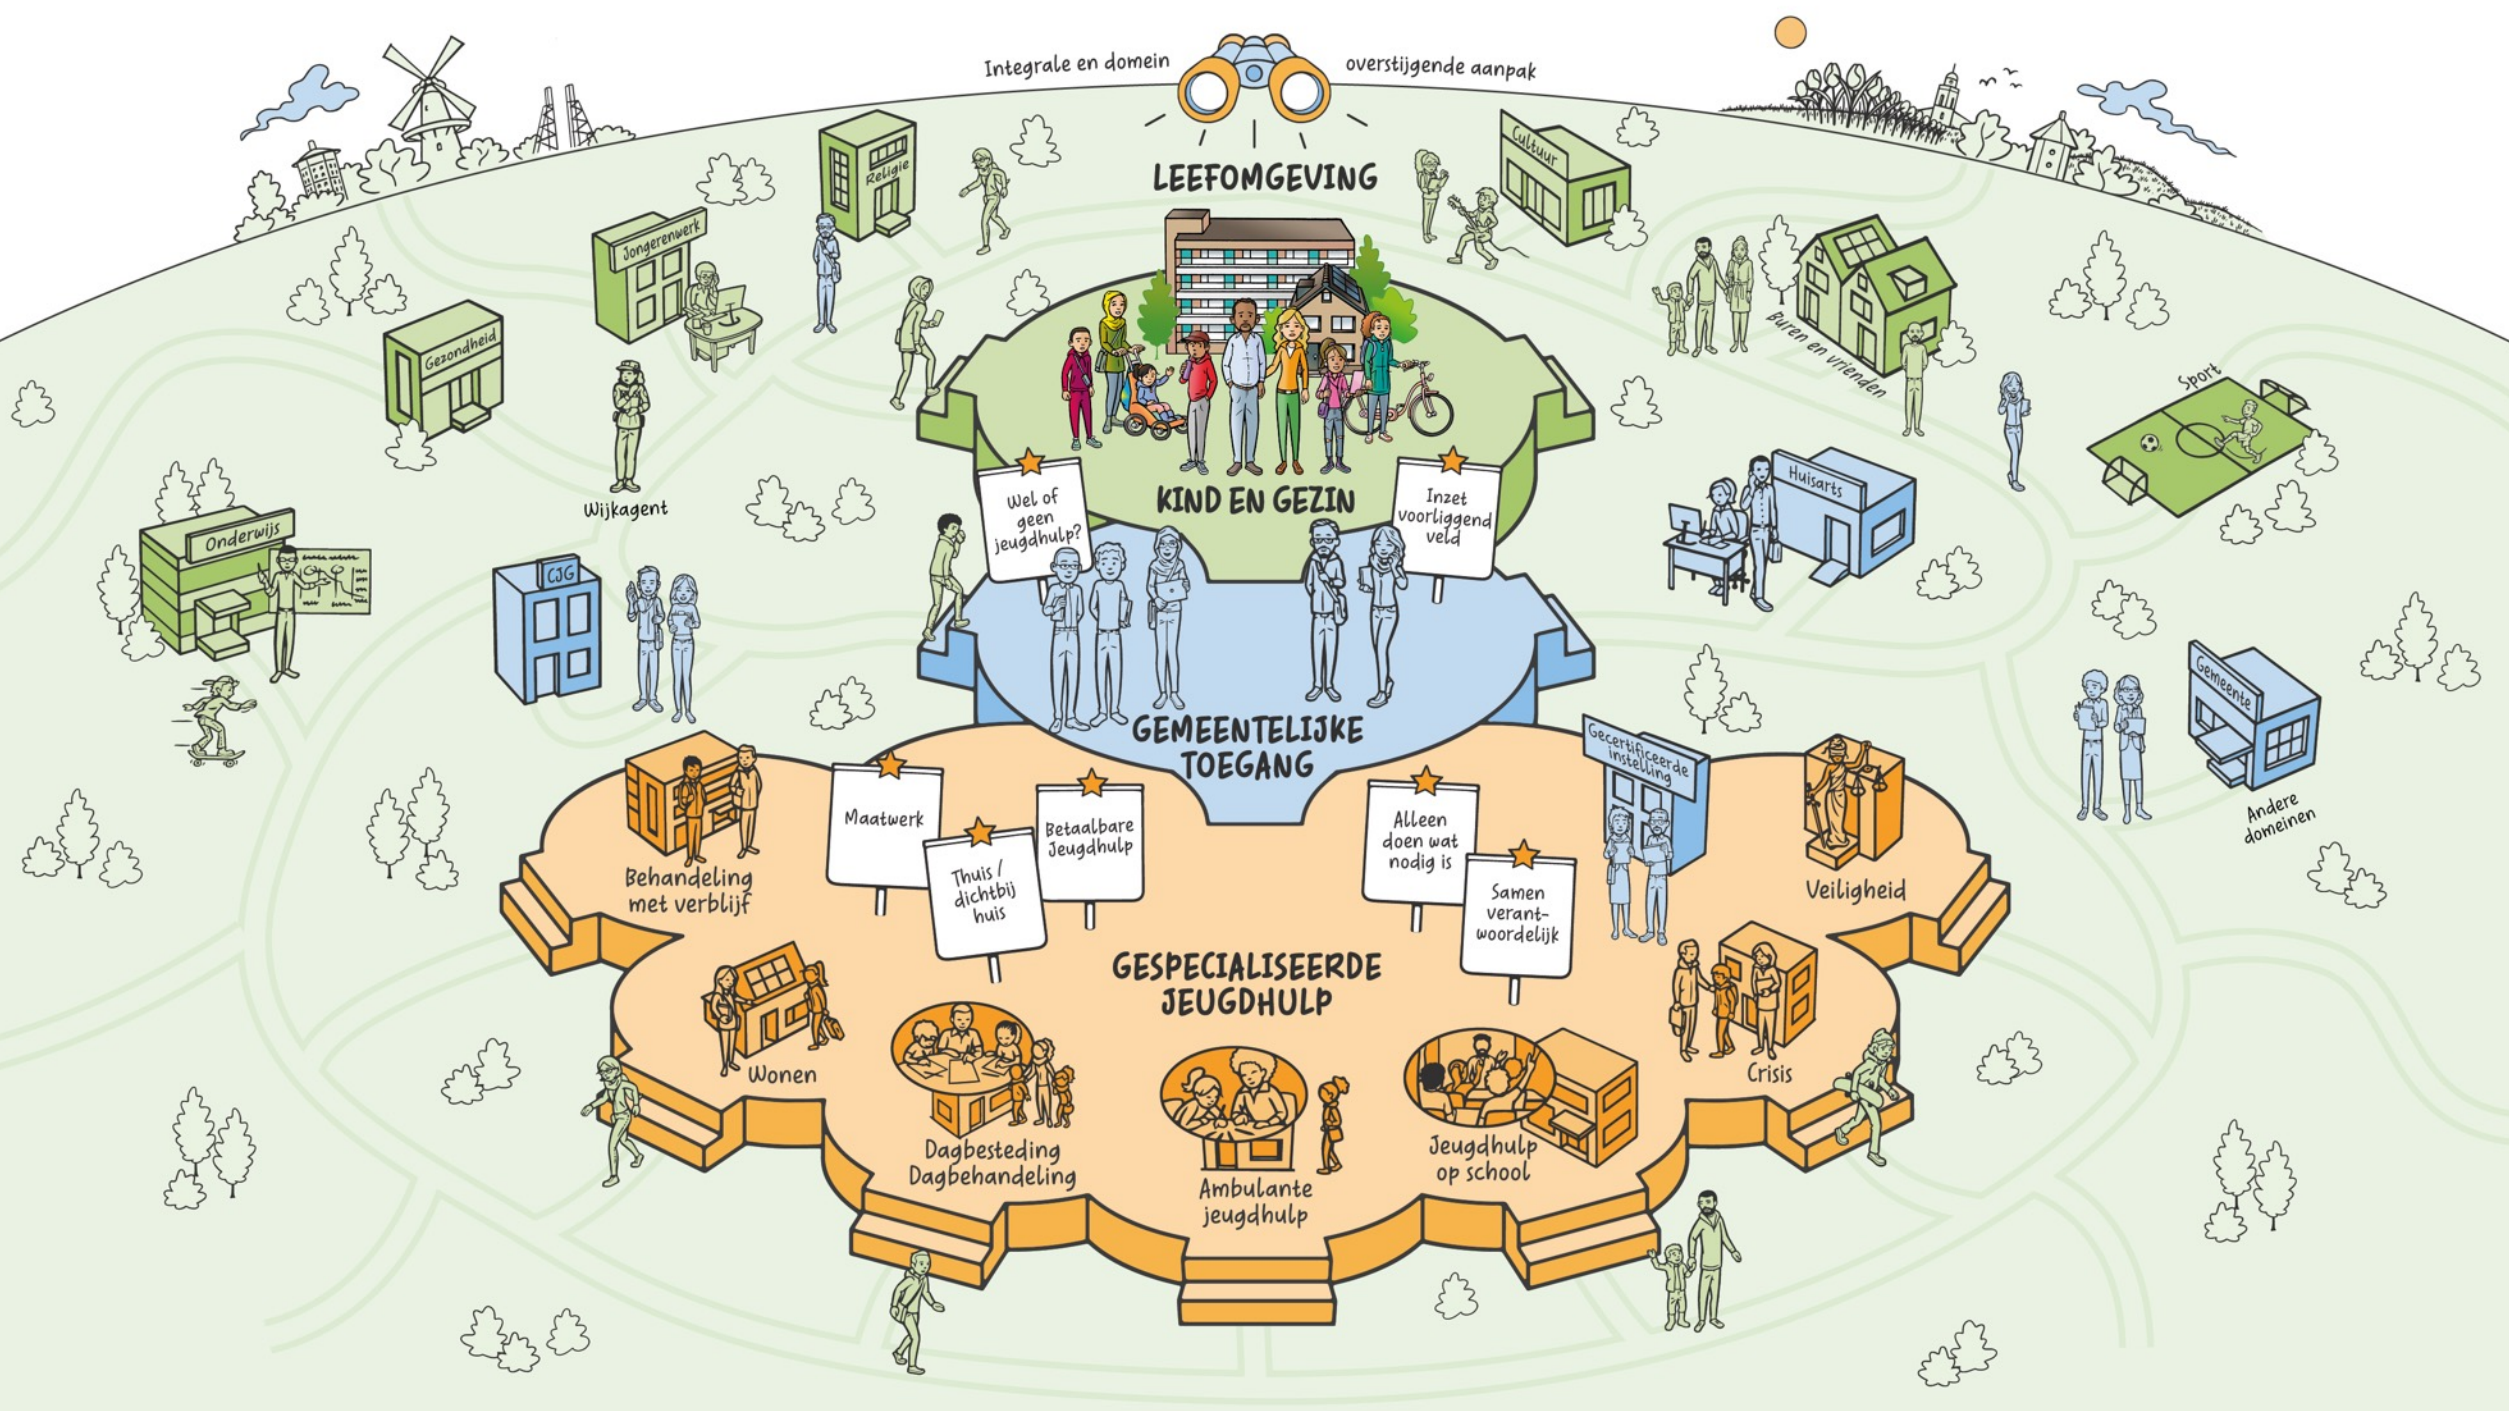 Integrale en domein
overstijgende aanpak
LEEFOMGEVING
Religie
Cultuur
Jongerenwerk
Gezondheid
Buren en vrienden
Sport
Wijkagent
Onderwijs
CJG
Huisarts
Wel of
geen
jeugdhulp?
KIND EN GEZIN
Inzet
voorliggend
veld
GEMEENTELIJKE
TOEGANG
Gecertificeerde
instelling
Gemeente
Andere
domeinen
Behandeling
met verblijf
Maatwerk
Thuis /
dichtbij
huis
Betaalbare
Jeugdhulp
Alleen
doen wat
nodig is
Samen
verant-
woordelijk
Veiligheid
GESPECIALISEERDE
JEUGDHULP
Wonen
Dagbesteding
Dagbehandeling
Ambulante
jeugdhulp
Jeugdhulp
op school
Crisis